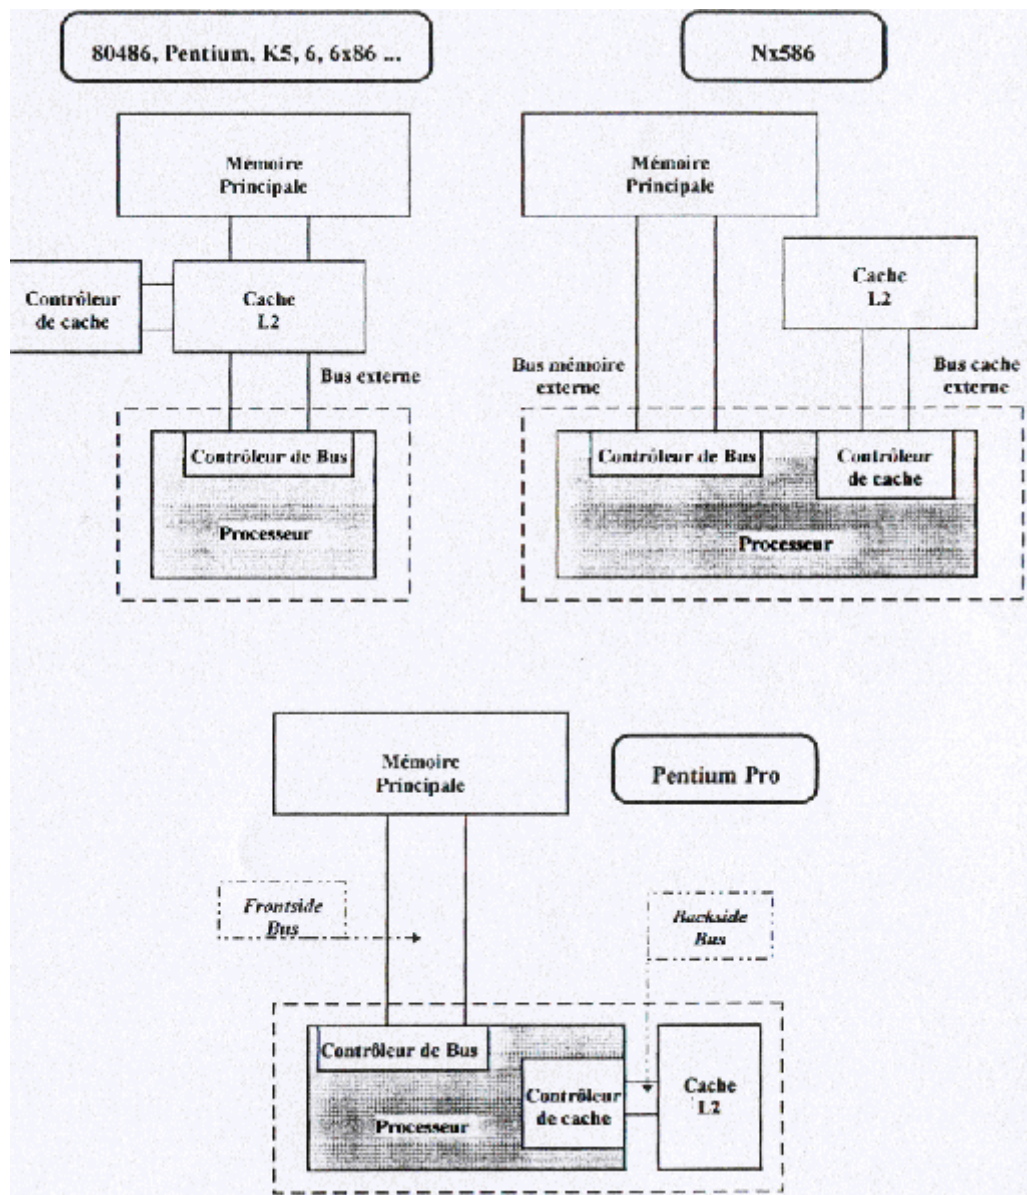 80486, Pentium, K5, 6, 6x86 ...
Mémoire
Principale
Contrôleur
de cache
Cache
L2
Bus externe
Contrôleur de Bus
Processeur
Nx586
Mémoire
Principale
Cache
L2
Bus mémoire
externe
Bus cache
externe
Contrôleur de Bus
Contrôleur
de cache
Processeur
Mémoire
Principale
Pentium Pro
Frontside
Bus
Backside
Bus
Contrôleur de Bus
Contrôleur
de cache
Processeur
Cache
L2